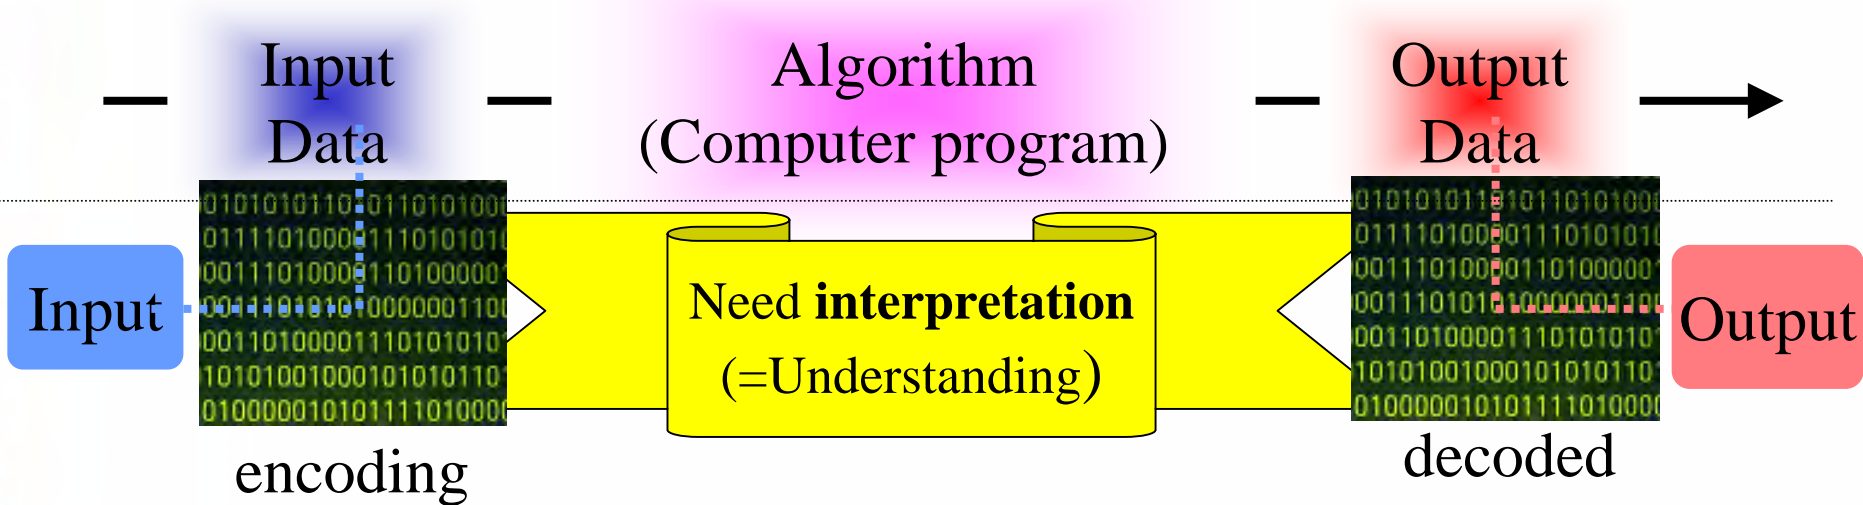 Input
Data
Algorithm
(Computer program)
Output
Data
Input
Need interpretation
(=Understanding)
Output
encoding
decoded